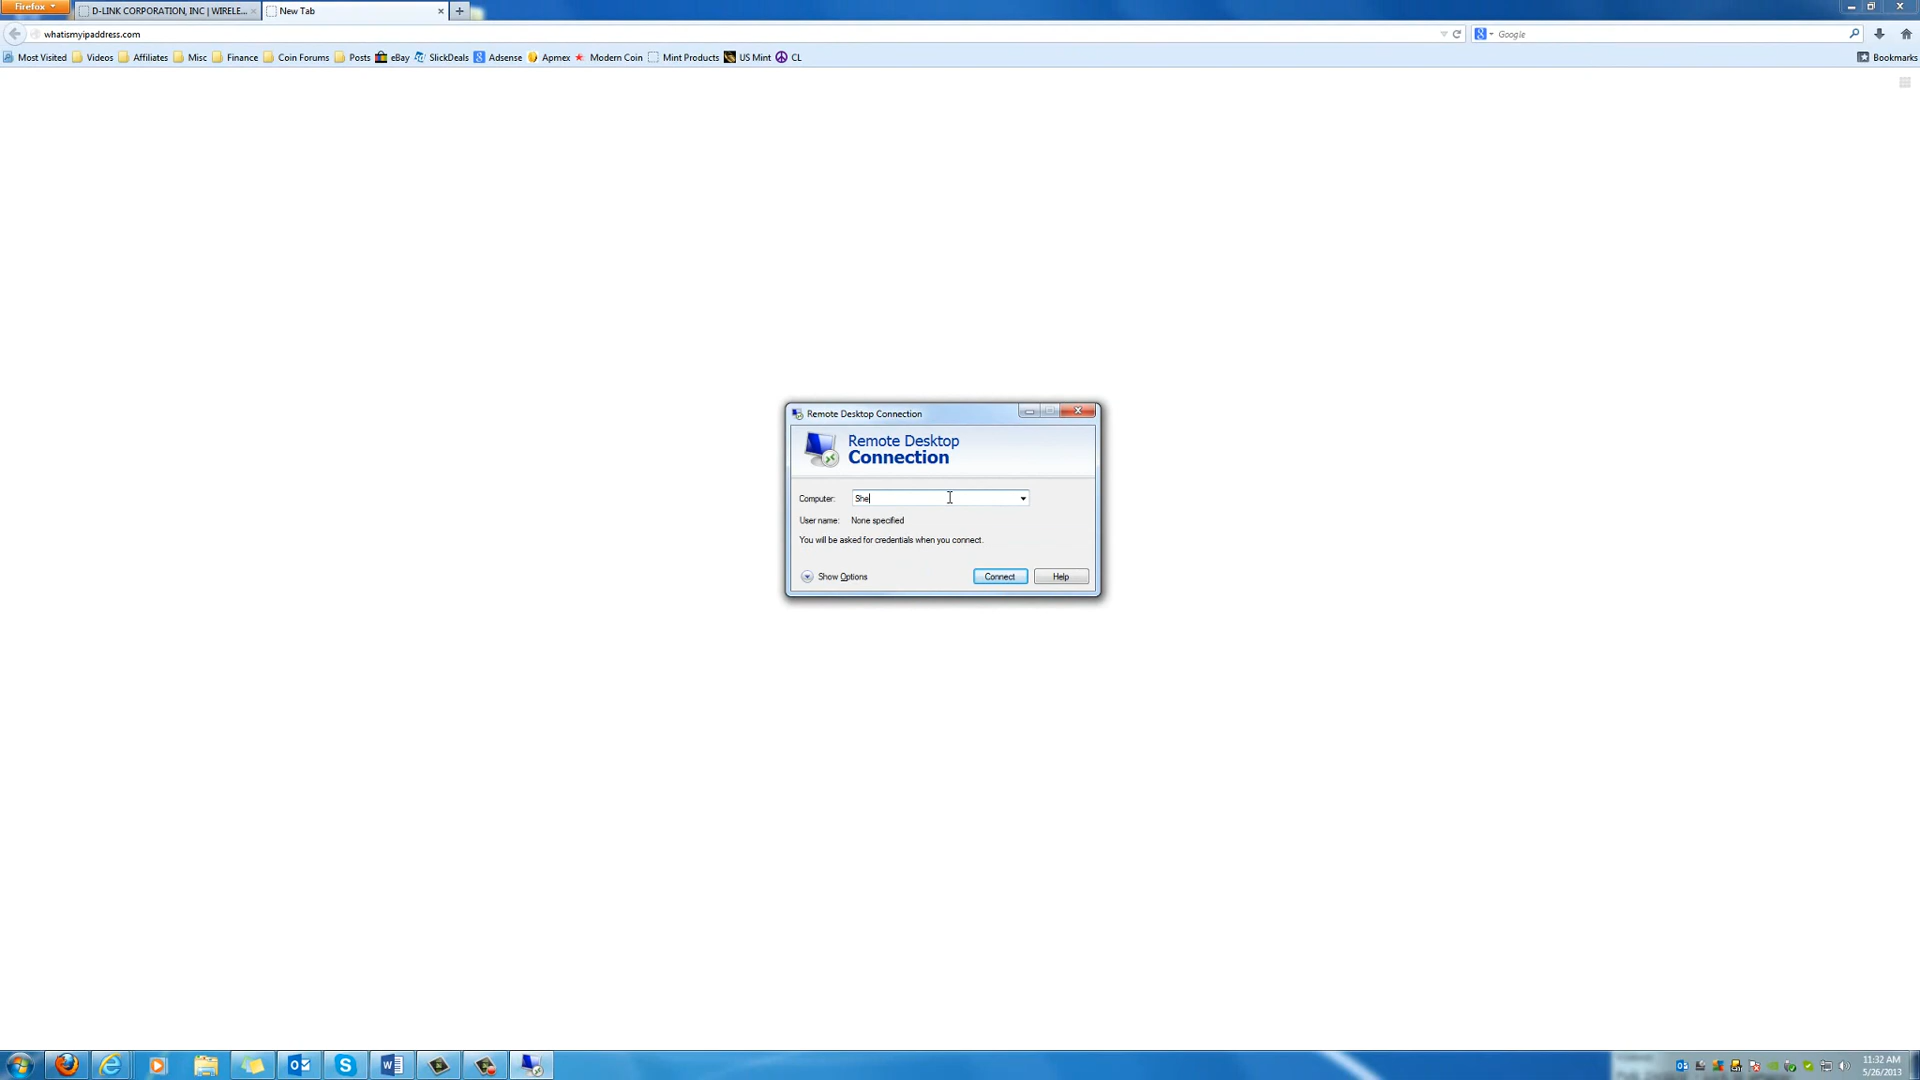 Firefox
D-LINK CORPORATION, INC | WIRELE...
New Tab
whatismyipaddress.com
Google
Most Visited Videos Affiliates Misc Finance Coin Forums Posts eBay SlickDeals Adsense Apmex Modern Coin Mint Products US Mint CL Bookmarks
Remote Desktop Connection
Remote Desktop
Connection
Computer: She
User name: None specified
You will be asked for credentials when you connect.
Show Options Connect Help
11:32 AM
5/26/2013